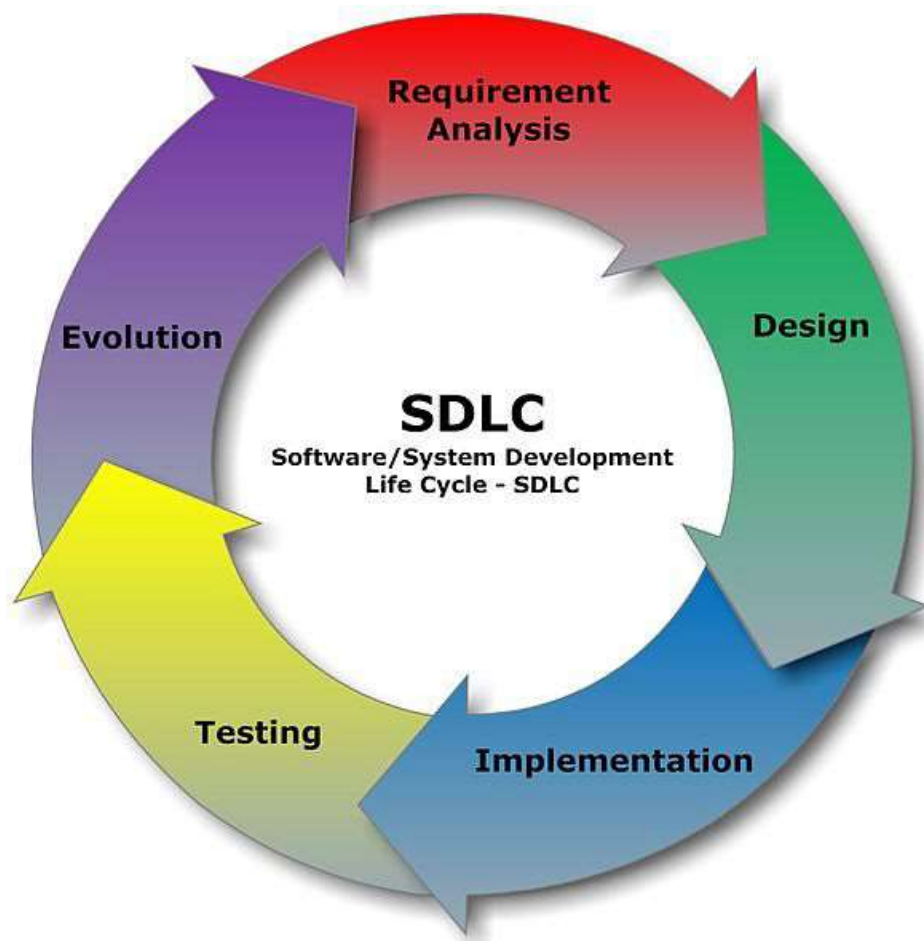 Requirement
Analysis
Design
Evolution
SDLC
Software/System Development
Life Cycle - SDLC
Testing
Implementation